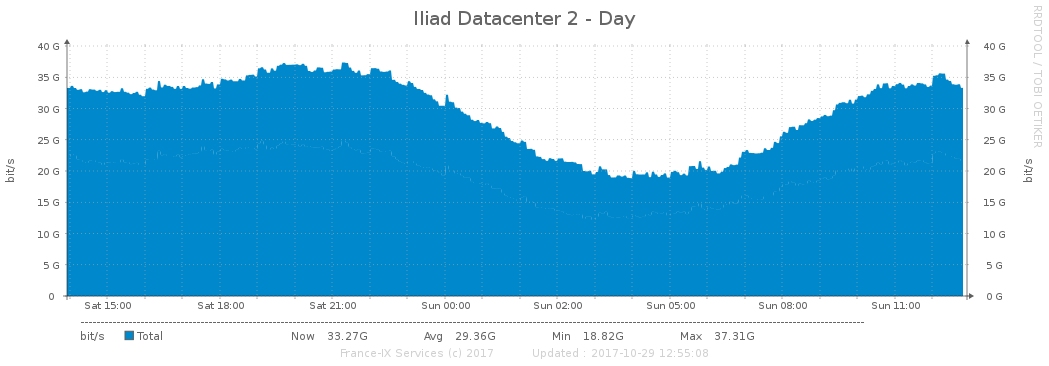 Iliad Datacenter 2 - Day
RRDTOOL / TOBI OETIKER
40 G 40 G
35 G 35 G
30 G 30 G
25 G 25 G
20 G 20 G
15 G 15 G
10 G 10 G
5 G 5 G
0 0 G
bit/s bit/s
Sat 15:00 Sat 18:00 Sat 21:00 Sun 00:00 Sun 02:00 Sun 05:00 Sun 08:00 Sun 11:00
bit/s Total Now 33.27G Avg 29.36G Min 18.82G Max 37.31G
France-IX Services (c) 2017 Updated : 2017-10-29 12:55:08